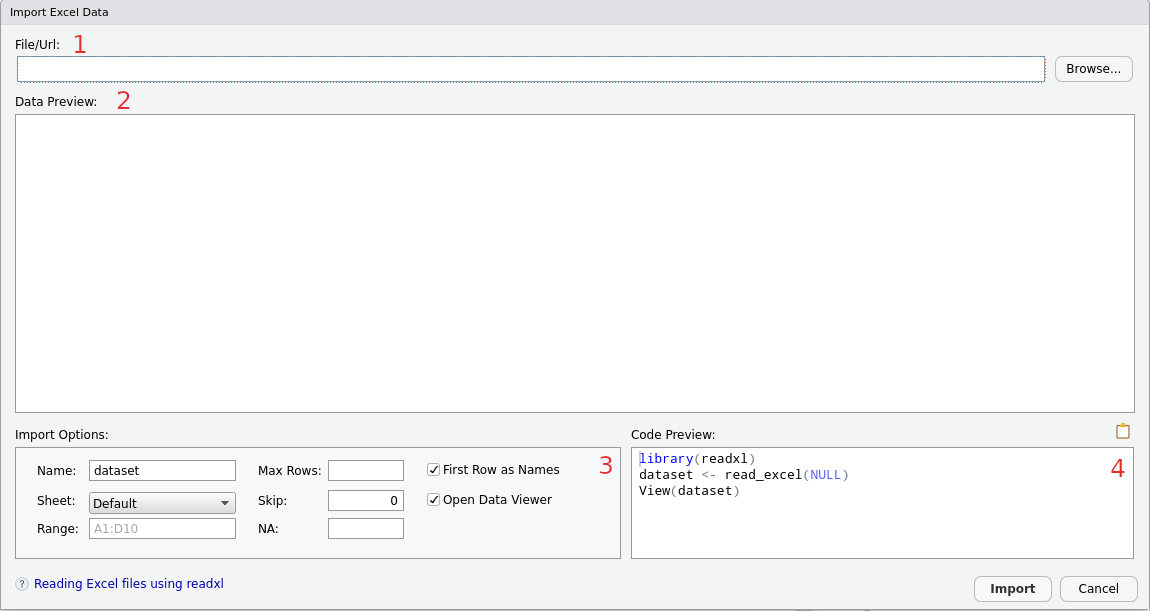 Import Excel Data
File/Url: 1
Browse...
Data Preview: 2
Import Options:
Name: dataset Max Rows: First Row as Names 3
Sheet: Default Skip: 0 Open Data Viewer
Range: A1:D10 NA:
Code Preview:
library(readxl) 4
dataset <- read_excel(NULL)
View(dataset)
? Reading Excel files using readxl
Import Cancel